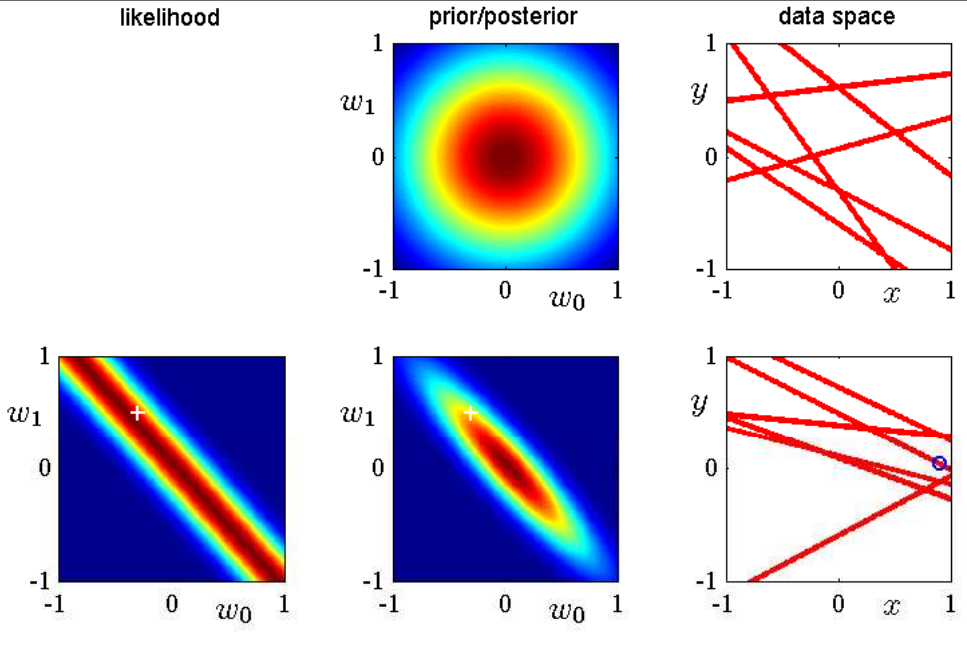 likelihood prior/posterior data space
1 1
w₁ y
0 0
-1 -1
-1 0 w₀ 1 -1 0 x 1
1 1 1
w₁ w₁ y
0 0 0
-1 -1 -1
-1 0 w₀ 1 -1 0 w₀ 1 -1 0 x 1